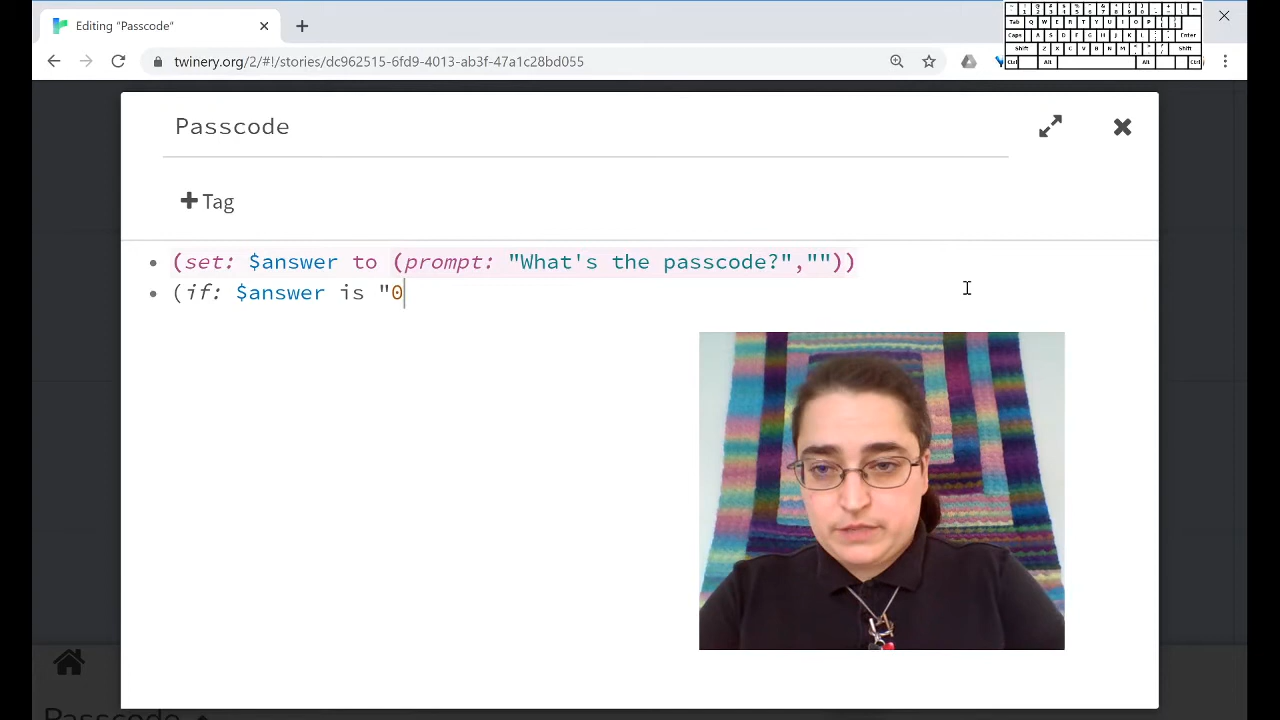 Editing “Passcode”
twinery.org/2/#!/stories/dc962515-6fd9-4013-ab3f-47a1c28bd055
Passcode
+ Tag
(set: $answer to (prompt: "What's the passcode?",""))
(if: $answer is "0
Passcode